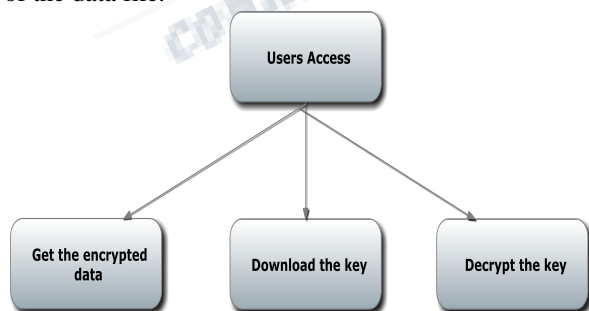 of the data file.
Users Access
Get the encrypted
data
Download the key
Decrypt the key